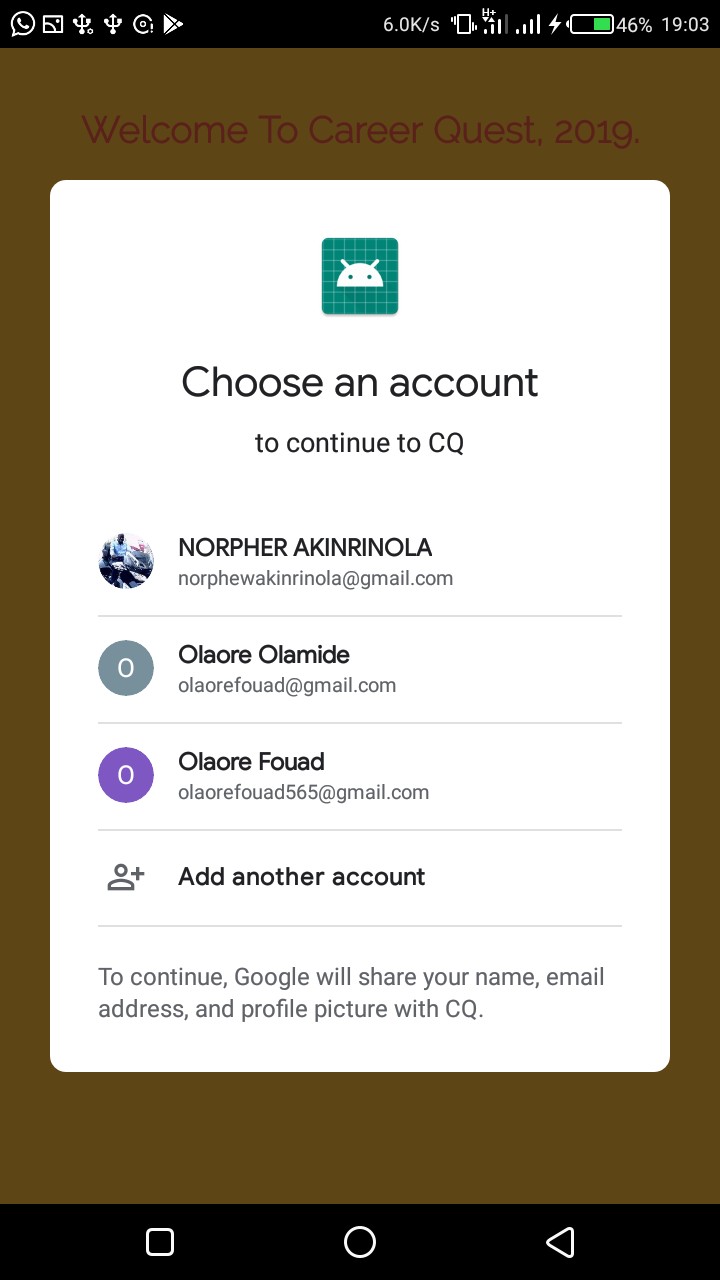 6.0K/s H+ 46% 19:03
Welcome To Career Quest, 2019.
Choose an account
to continue to CQ
NORPHER AKINRINOLA
norphewakinrinola@gmail.com
O
Olaore Olamide
olaorefouad@gmail.com
O
Olaore Fouad
olaorefouad565@gmail.com
Add another account
To continue, Google will share your name, email
address, and profile picture with CQ.